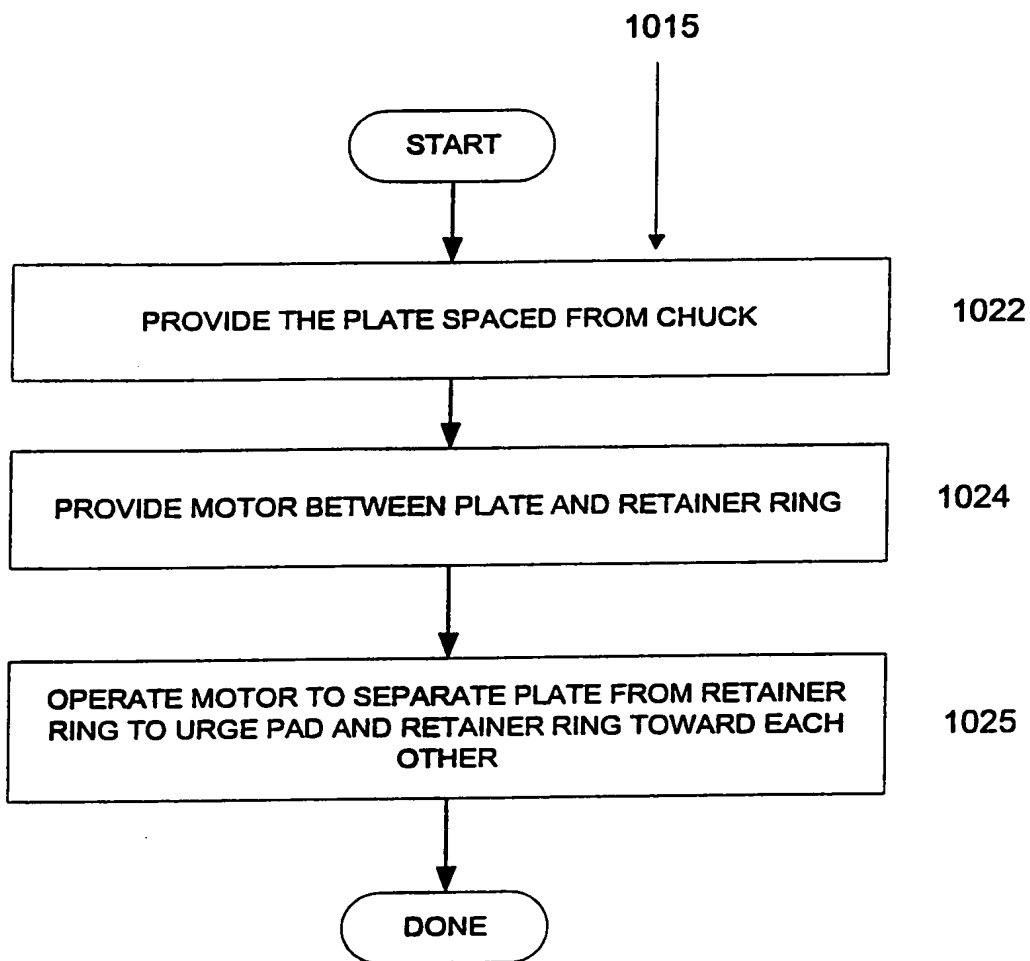 1015
START
PROVIDE THE PLATE SPACED FROM CHUCK
1022
PROVIDE MOTOR BETWEEN PLATE AND RETAINER RING
1024
OPERATE MOTOR TO SEPARATE PLATE FROM RETAINER
RING TO URGE PAD AND RETAINER RING TOWARD EACH
OTHER
1025
DONE